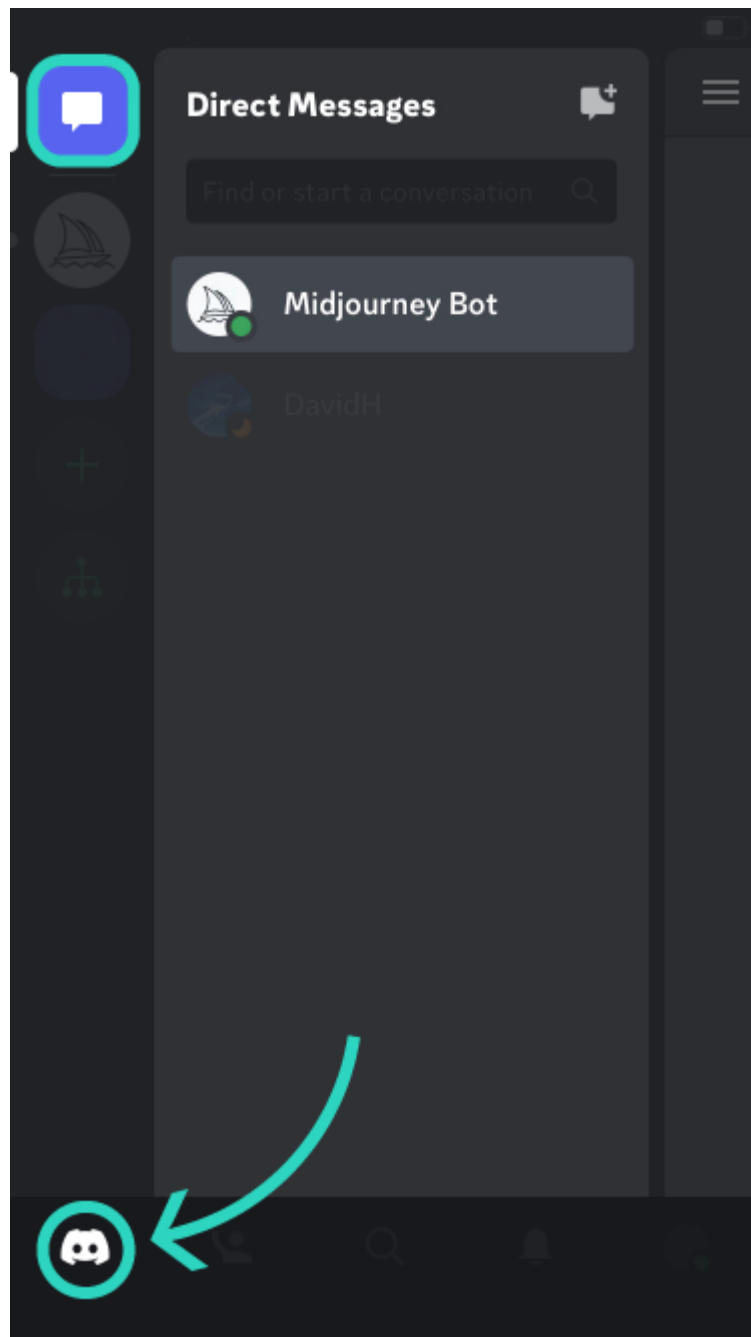 Direct Messages
Find or start a conversation
Midjourney Bot
DavidH